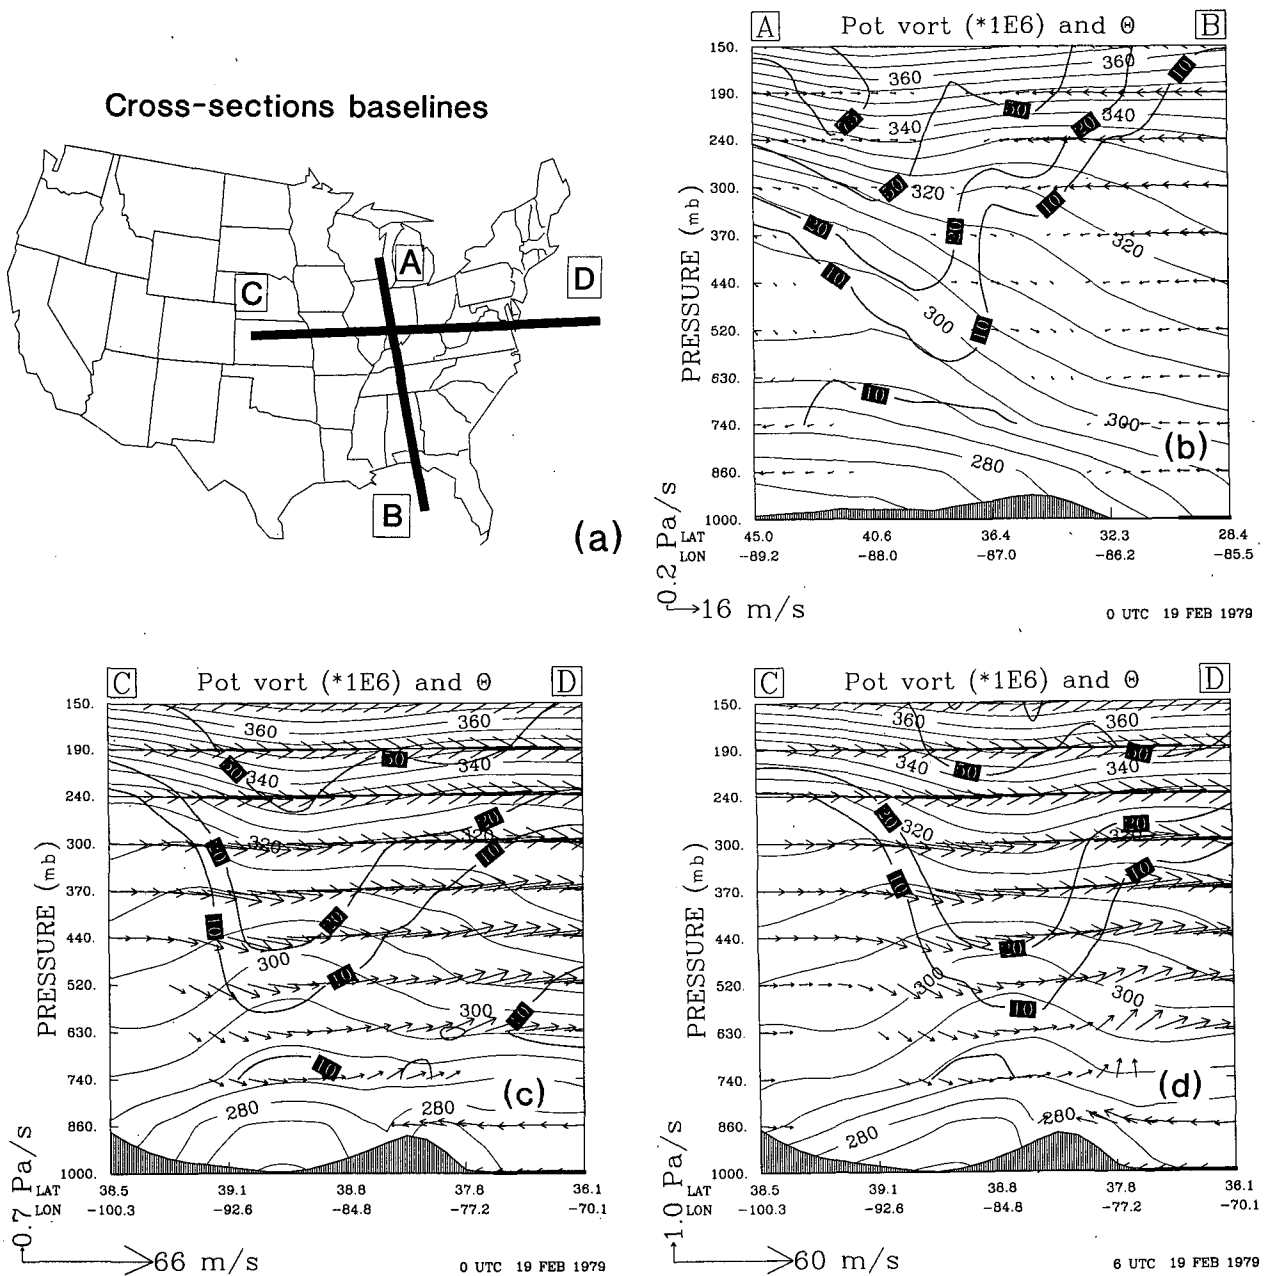 Cross-sections baselines
A
C
D
B
(a)
A Pot vort (*1E6) and Θ B
PRESSURE (mb)
150.
190.
240.
300.
370.
440.
520.
630.
740.
860.
1000.
360
340
340
320
320
300
300
280
75
50
50
20
20
20
10
10
10
10
10
(b)
LAT 45.0 40.6 36.4 32.3 28.4
LON -89.2 -88.0 -87.0 -86.2 -85.5
0.2 Pa/s
16 m/s
0 UTC 19 FEB 1979
C Pot vort (*1E6) and Θ D
PRESSURE (mb)
150.
190.
240.
300.
370.
440.
520.
630.
740.
860.
1000.
360
360
340
340
320
300
300
280
280
50
50
20
20
20
20
10
10
10
10
(c)
LAT 38.5 39.1 38.8 37.8 36.1
LON -100.3 -92.6 -84.8 -77.2 -70.1
0.7 Pa/s
66 m/s
0 UTC 19 FEB 1979
C Pot vort (*1E6) and Θ D
PRESSURE (mb)
150.
190.
240.
300.
370.
440.
520.
630.
740.
860.
1000.
360
360
340
340
320
320
300
300
280
280
50
50
20
20
20
10
10
10
(d)
LAT 38.5 39.1 38.8 37.8 36.1
LON -100.3 -92.6 -84.8 -77.2 -70.1
1.0 Pa/s
60 m/s
6 UTC 19 FEB 1979